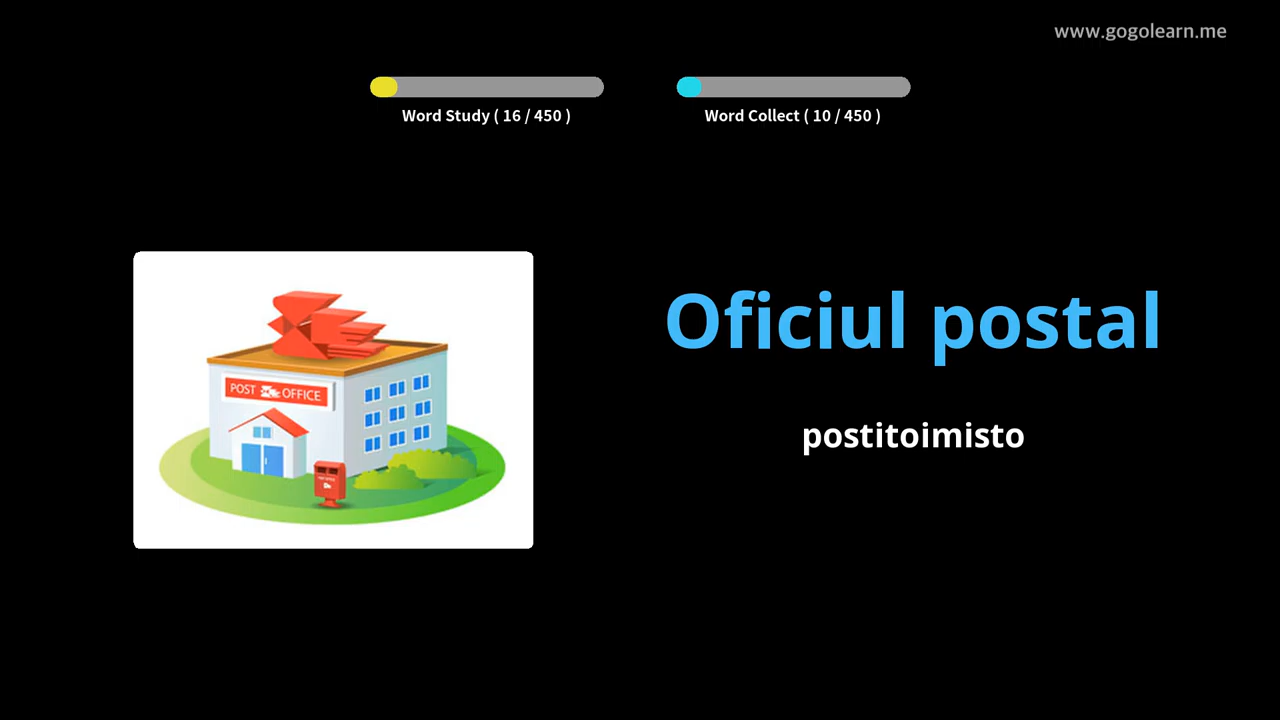 www.gogolearn.me
Word Study ( 16 / 450 )
Word Collect ( 10 / 450 )
POST OFFICE
Oficiul postal
postitoimisto